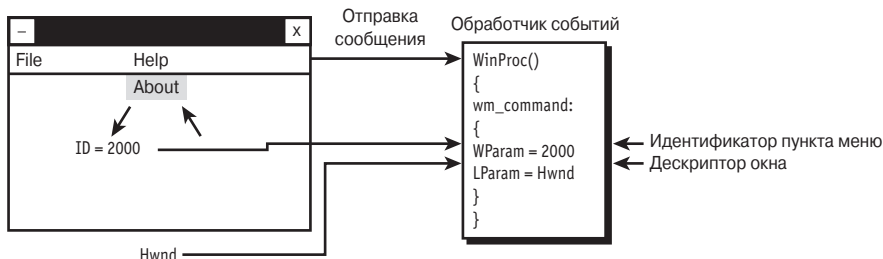 Отправка
сообщения
Обработчик событий
– x
File Help
About
ID = 2000
Hwnd
WinProc()
{
wm_command:
{
WParam = 2000
LParam = Hwnd
}
}
Идентификатор пункта меню
Дескриптор окна